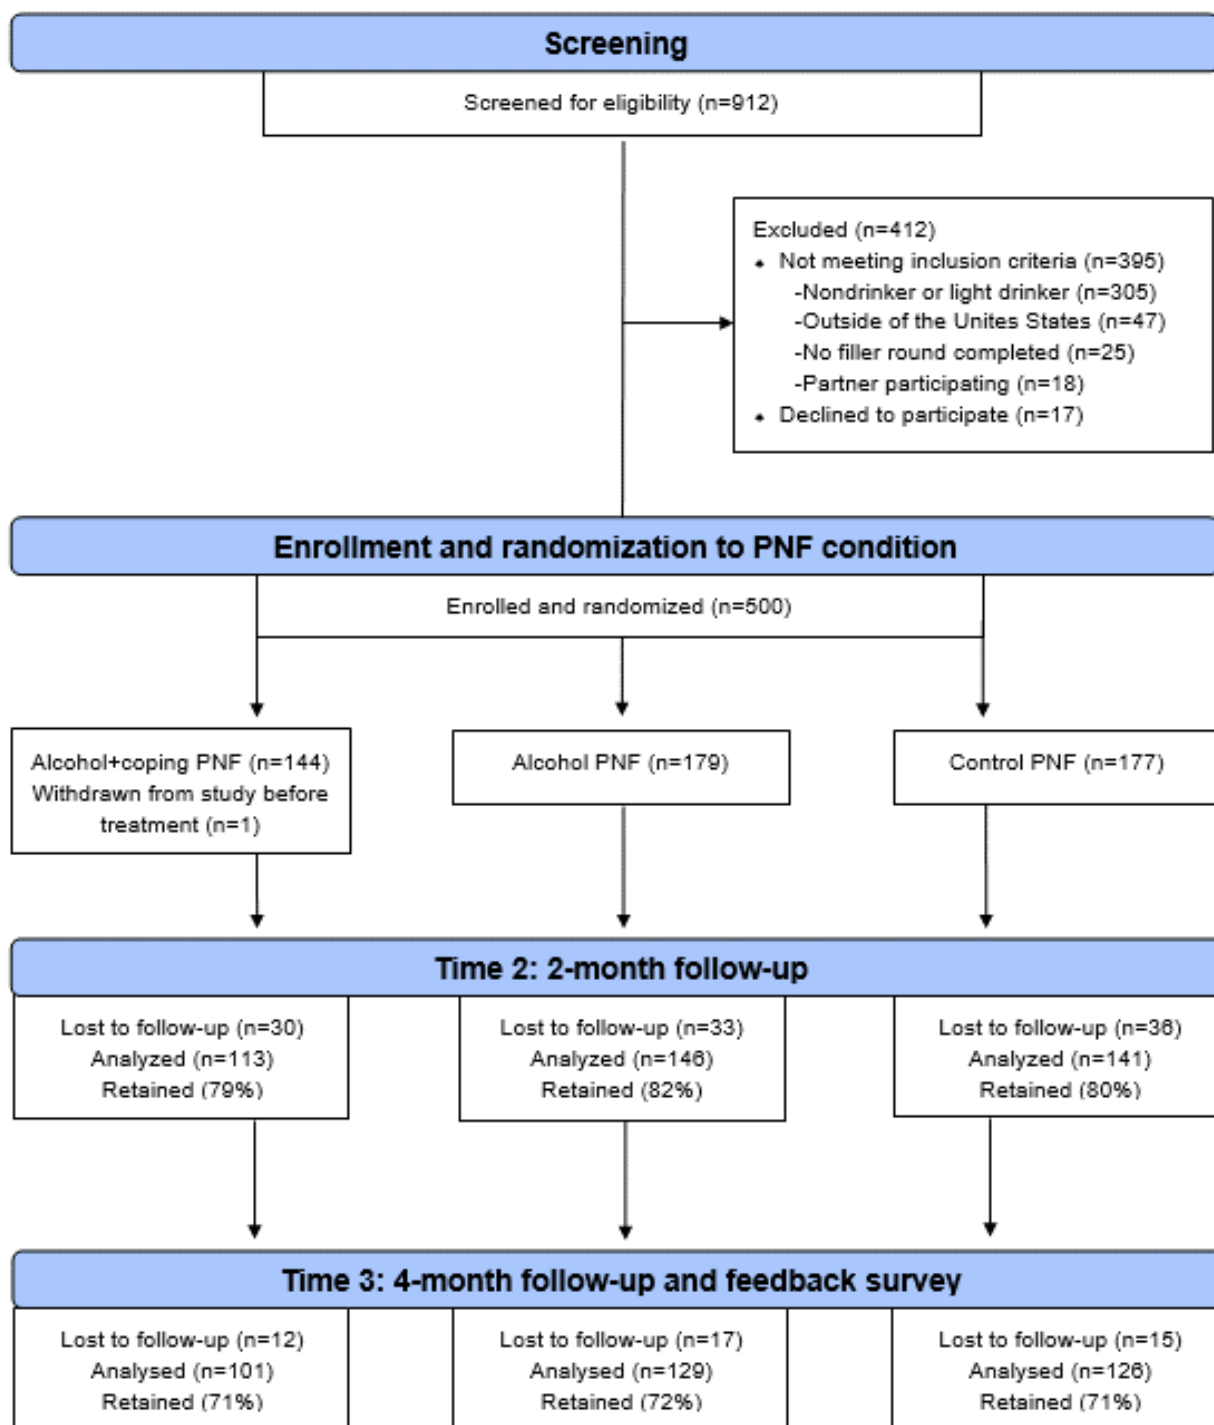 Screening
Screened for eligibility (n=912)
Excluded (n=412)
• Not meeting inclusion criteria (n=395)
-Nondrinker or light drinker (n=305)
-Outside of the Unites States (n=47)
-No filler round completed (n=25)
-Partner participating (n=18)
• Declined to participate (n=17)
Enrollment and randomization to PNF condition
Enrolled and randomized (n=500)
Alcohol+coping PNF (n=144)
Withdrawn from study before
treatment (n=1)
Alcohol PNF (n=179)
Control PNF (n=177)
Time 2: 2-month follow-up
Lost to follow-up (n=30)
Analyzed (n=113)
Retained (79%)
Lost to follow-up (n=33)
Analyzed (n=146)
Retained (82%)
Lost to follow-up (n=36)
Analyzed (n=141)
Retained (80%)
Time 3: 4-month follow-up and feedback survey
Lost to follow-up (n=12)
Analysed (n=101)
Retained (71%)
Lost to follow-up (n=17)
Analysed (n=129)
Retained (72%)
Lost to follow-up (n=15)
Analysed (n=126)
Retained (71%)